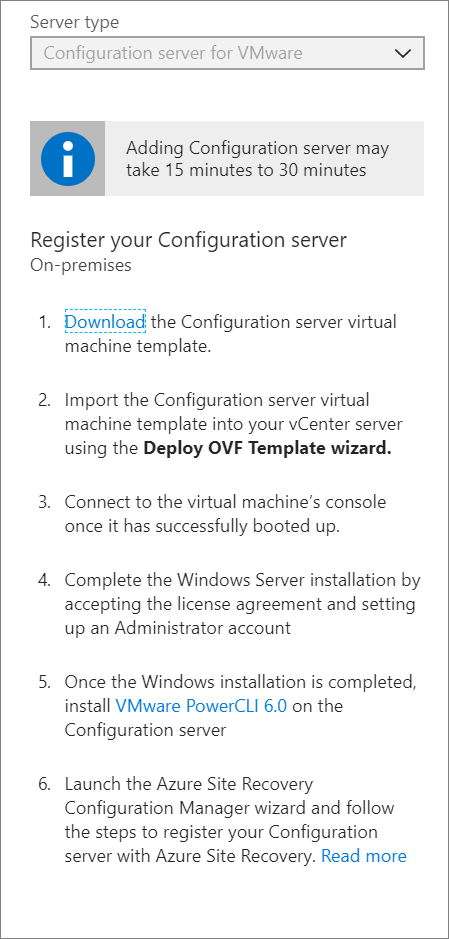 Server type
Configuration server for VMware
Adding Configuration server may
take 15 minutes to 30 minutes
Register your Configuration server
On-premises
1. Download the Configuration server virtual
machine template.
2. Import the Configuration server virtual
machine template into your vCenter server
using the Deploy OVF Template wizard.
3. Connect to the virtual machine’s console
once it has successfully booted up.
4. Complete the Windows Server installation by
accepting the license agreement and setting
up an Administrator account
5. Once the Windows installation is completed,
install VMware PowerCLI 6.0 on the
Configuration server
6. Launch the Azure Site Recovery
Configuration Manager wizard and follow
the steps to register your Configuration
server with Azure Site Recovery. Read more